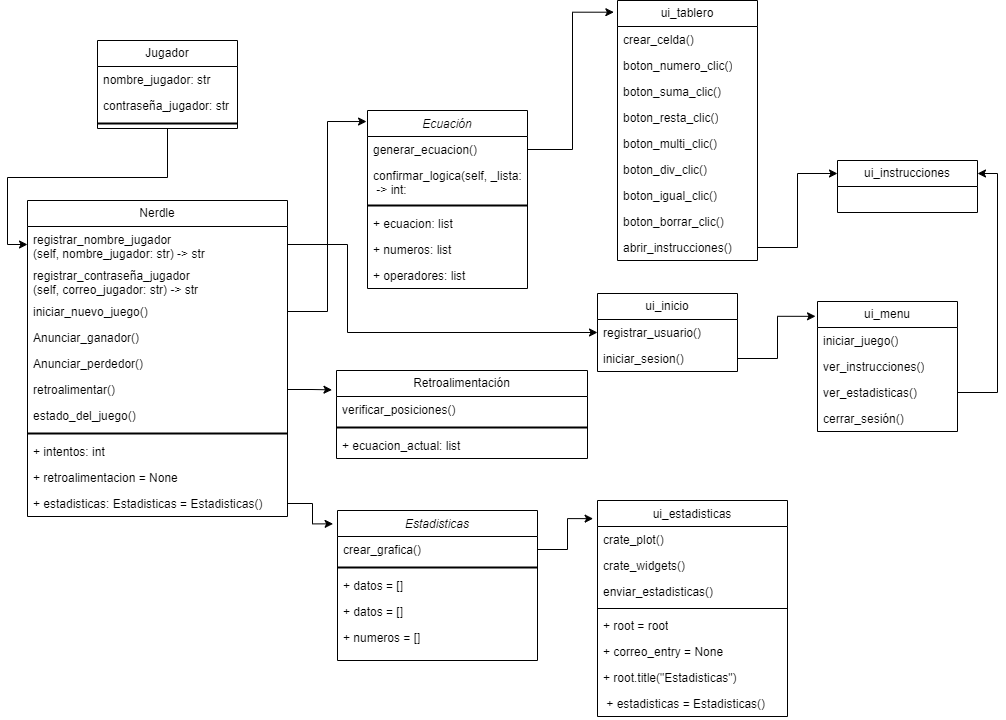 Jugador
nombre_jugador: str
contraseña_jugador: str
Nerdle
registrar_nombre_jugador
(self, nombre_jugador: str) -> str
registrar_contraseña_jugador
(self, correo_jugador: str) -> str
iniciar_nuevo_juego()
Anunciar_ganador()
Anunciar_perdedor()
retroalimentar()
estado_del_juego()
+ intentos: int
+ retroalimentacion = None
+ estadisticas: Estadisticas = Estadisticas()
Ecuación
generar_ecuacion()
confirmar_logica(self, _lista:
-> int:
+ ecuacion: list
+ numeros: list
+ operadores: list
Retroalimentación
verificar_posiciones()
+ ecuacion_actual: list
Estadisticas
crear_grafica()
+ datos = []
+ datos = []
+ numeros = []
ui_tablero
crear_celda()
boton_numero_clic()
boton_suma_clic()
boton_resta_clic()
boton_multi_clic()
boton_div_clic()
boton_igual_clic()
boton_borrar_clic()
abrir_instrucciones()
ui_inicio
registrar_usuario()
iniciar_sesion()
ui_estadisticas
crate_plot()
crate_widgets()
enviar_estadisticas()
+ root = root
+ correo_entry = None
+ root.title("Estadisticas")
+ estadisticas = Estadisticas()
ui_instrucciones
ui_menu
iniciar_juego()
ver_instrucciones()
ver_estadisticas()
cerrar_sesión()